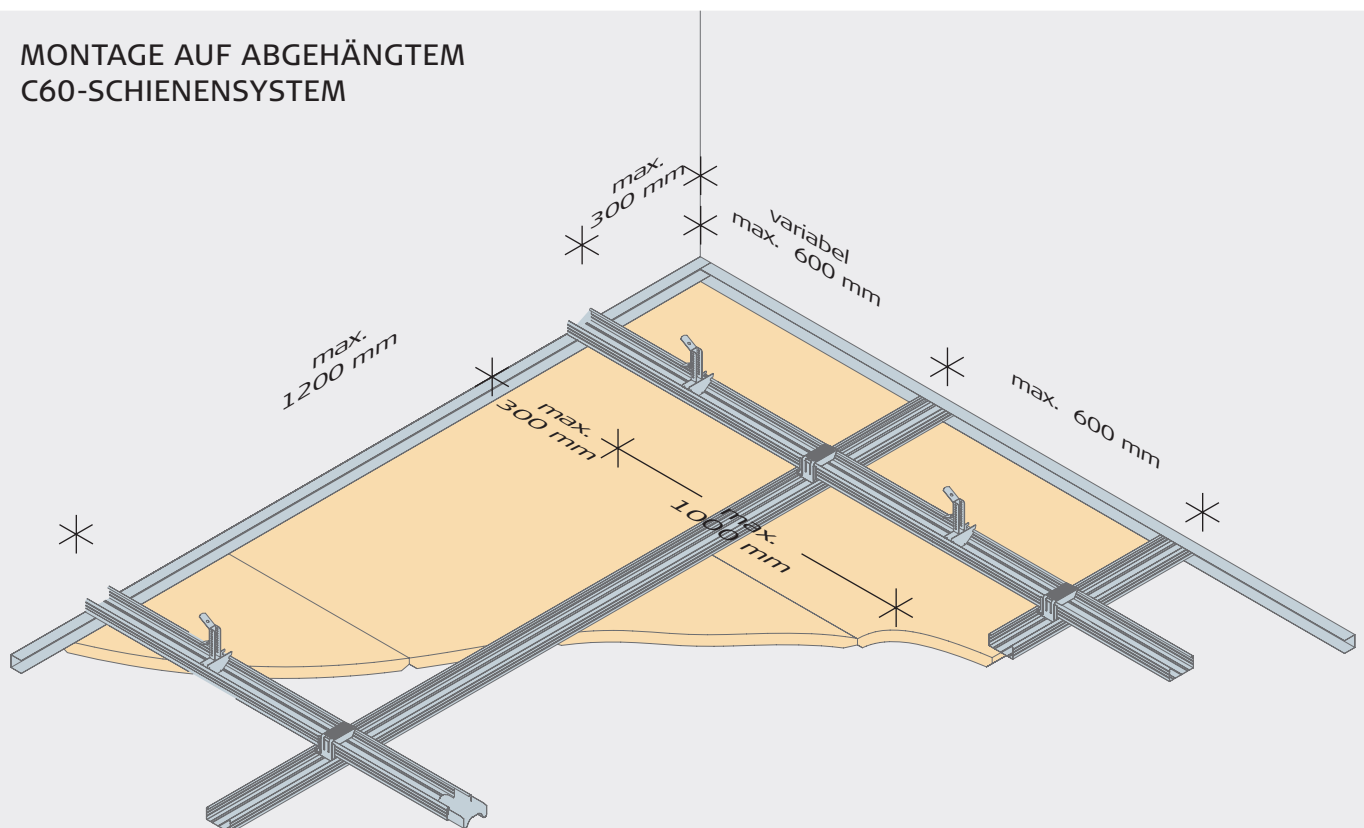 MONTAGE AUF ABGEHÄNGTEM
C60-SCHIENENSYSTEM
max.
300 mm
variabel
max. 600 mm
max.
1200 mm
max. 600 mm
max.
300 mm
max.
1000 mm